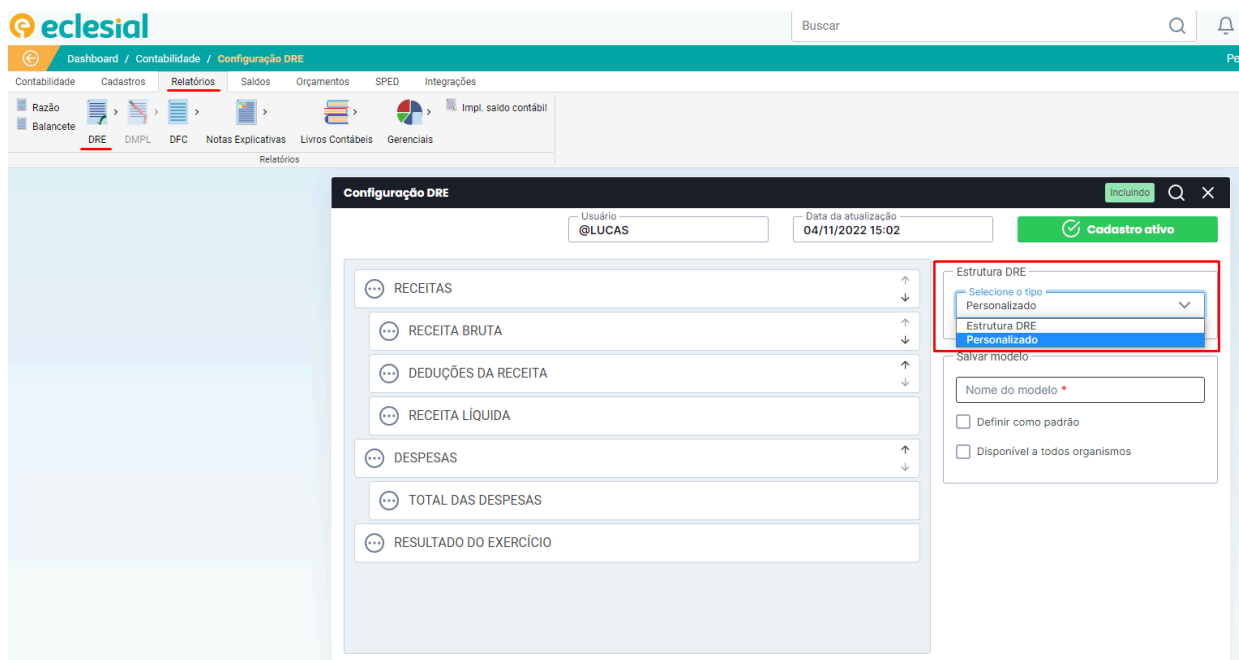 eclesial
Buscar
Dashboard / Contabilidade / Configuração DRE
Pe
Contabilidade Cadastros Relatórios Saldos Orçamentos SPED Integrações
Razão
Balancete
Impl. saldo contábil
DRE DMPL DFC Notas Explicativas Livros Contábeis Gerenciais
Relatórios
Configuração DRE
Incluindo
Usuário
@LUCAS
Data da atualização
04/11/2022 15:02
Cadastro ativo
RECEITAS
RECEITA BRUTA
DEDUÇÕES DA RECEITA
RECEITA LÍQUIDA
DESPESAS
TOTAL DAS DESPESAS
RESULTADO DO EXERCÍCIO
Estrutura DRE
Selecione o tipo
Personalizado
Estrutura DRE
Personalizado
Salvar modelo
Nome do modelo *
Definir como padrão
Disponível a todos organismos